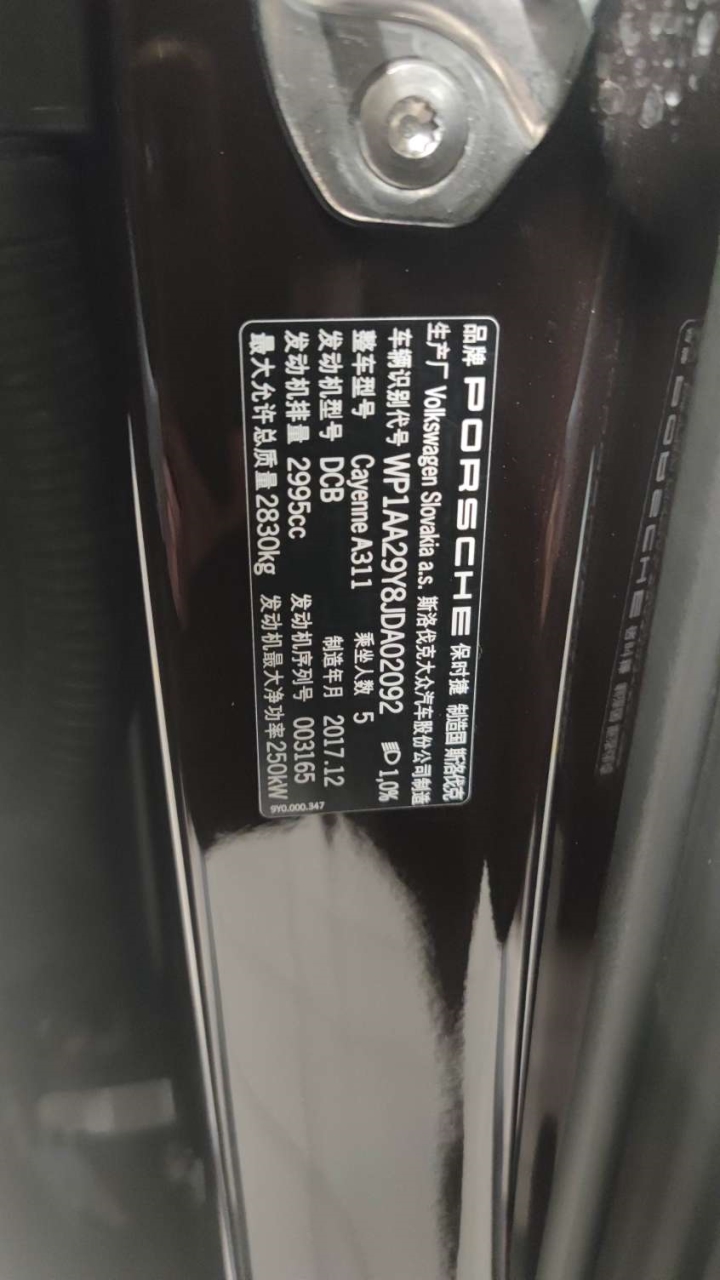 品牌 PORSCHE 保时捷 制造国 斯洛伐克
生产厂 Volkswagen Slovakia a.s. 斯洛伐克大众汽车股份公司制造
车辆识别代号 WP1AA29Y8JDA02092 1,0%
整车型号 Cayenne A311 乘坐人数 5
发动机型号 DCB 制造年月 2017.12
发动机排量 2995cc 发动机序列号 003165
最大允许总质量 2830kg 发动机最大净功率 250kW
9Y0.000.347